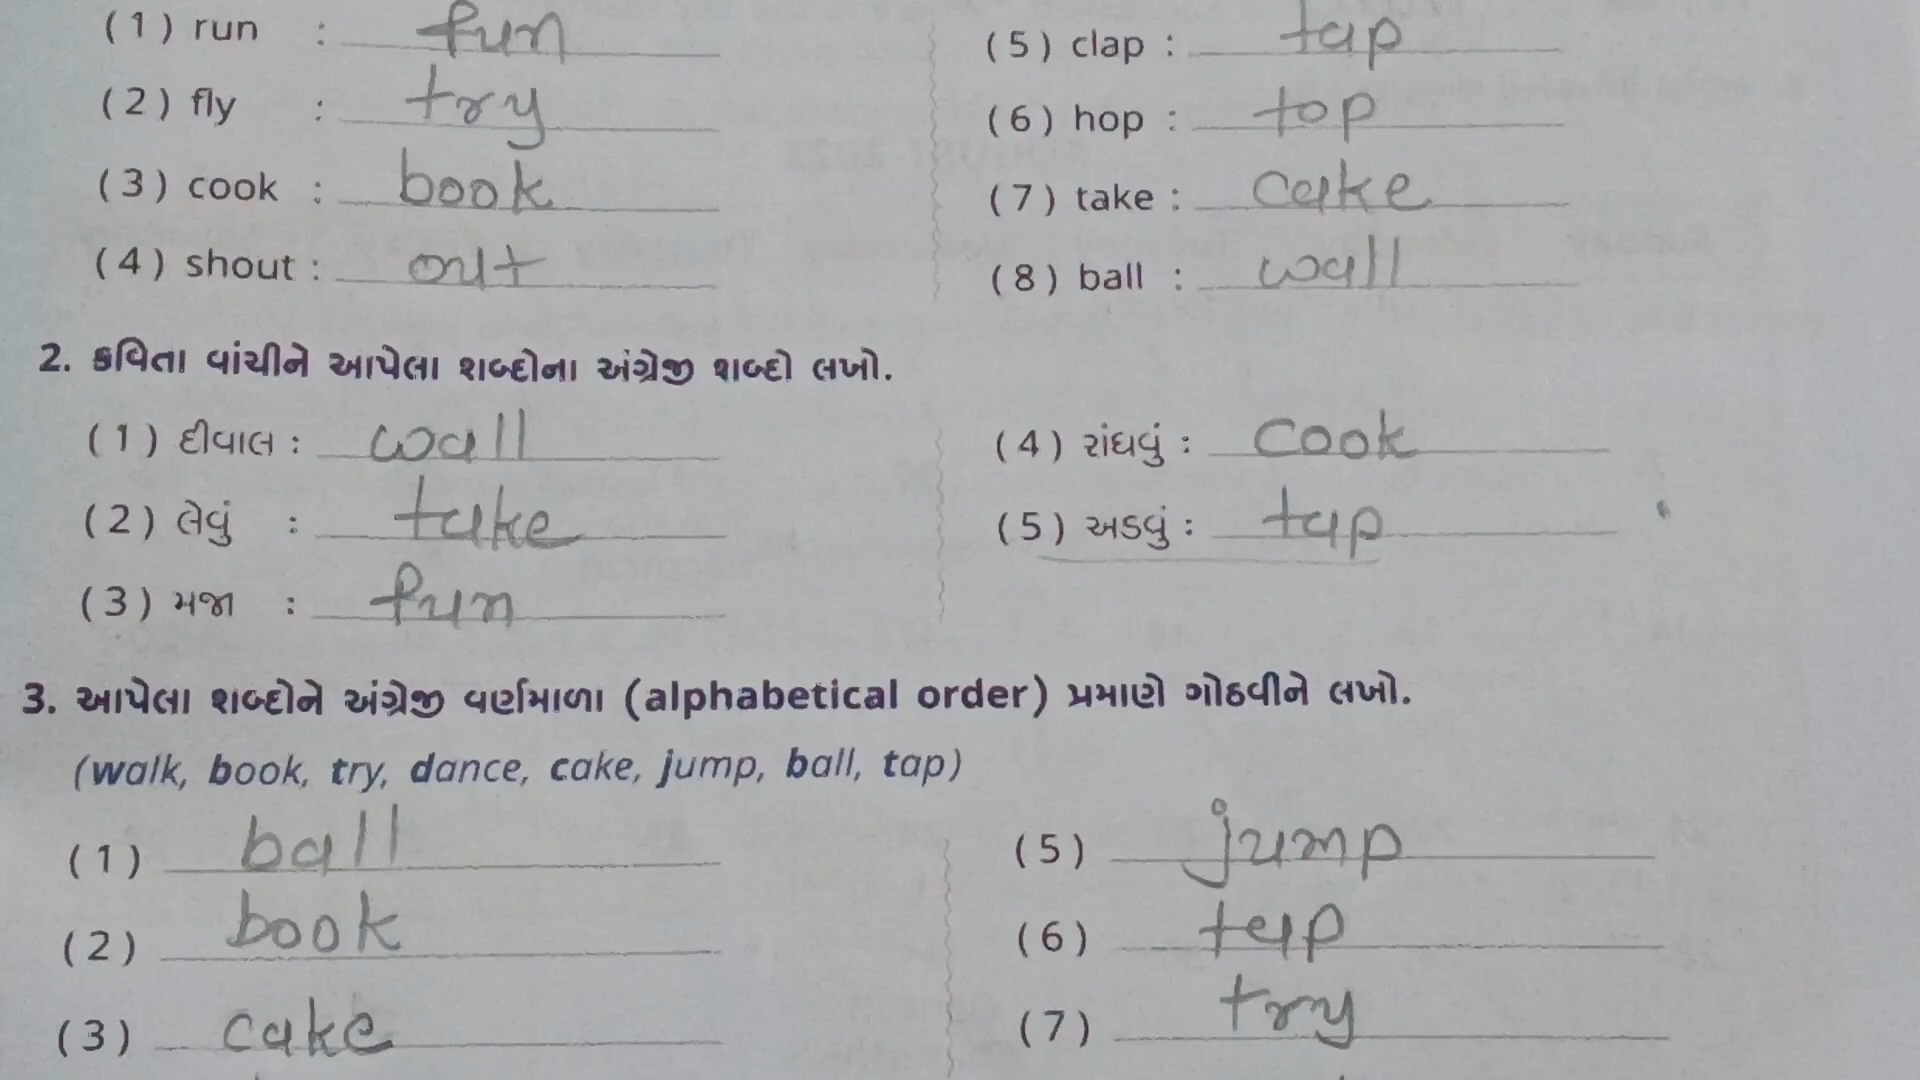 (1) run : fun
(2) fly : try
(3) cook : book
(4) shout : out
(5) clap : tap
(6) hop : top
(7) take : cake
(8) ball : wall
2. કવિતા વાંચીને આપેલા શબ્દોના અંગ્રેજી શબ્દો લખો.
(1) દીવાલ : wall
(2) લેવું : take
(3) મજા : fun
(4) રાંધવું : cook
(5) અડવું : tap
3. આપેલા શબ્દોને અંગ્રેજી વર્ણમાળા (alphabetical order) પ્રમાણે ગોઠવીને લખો.
(walk, book, try, dance, cake, jump, ball, tap)
(1) ball
(2) book
(3) cake
(5) jump
(6) tap
(7) try